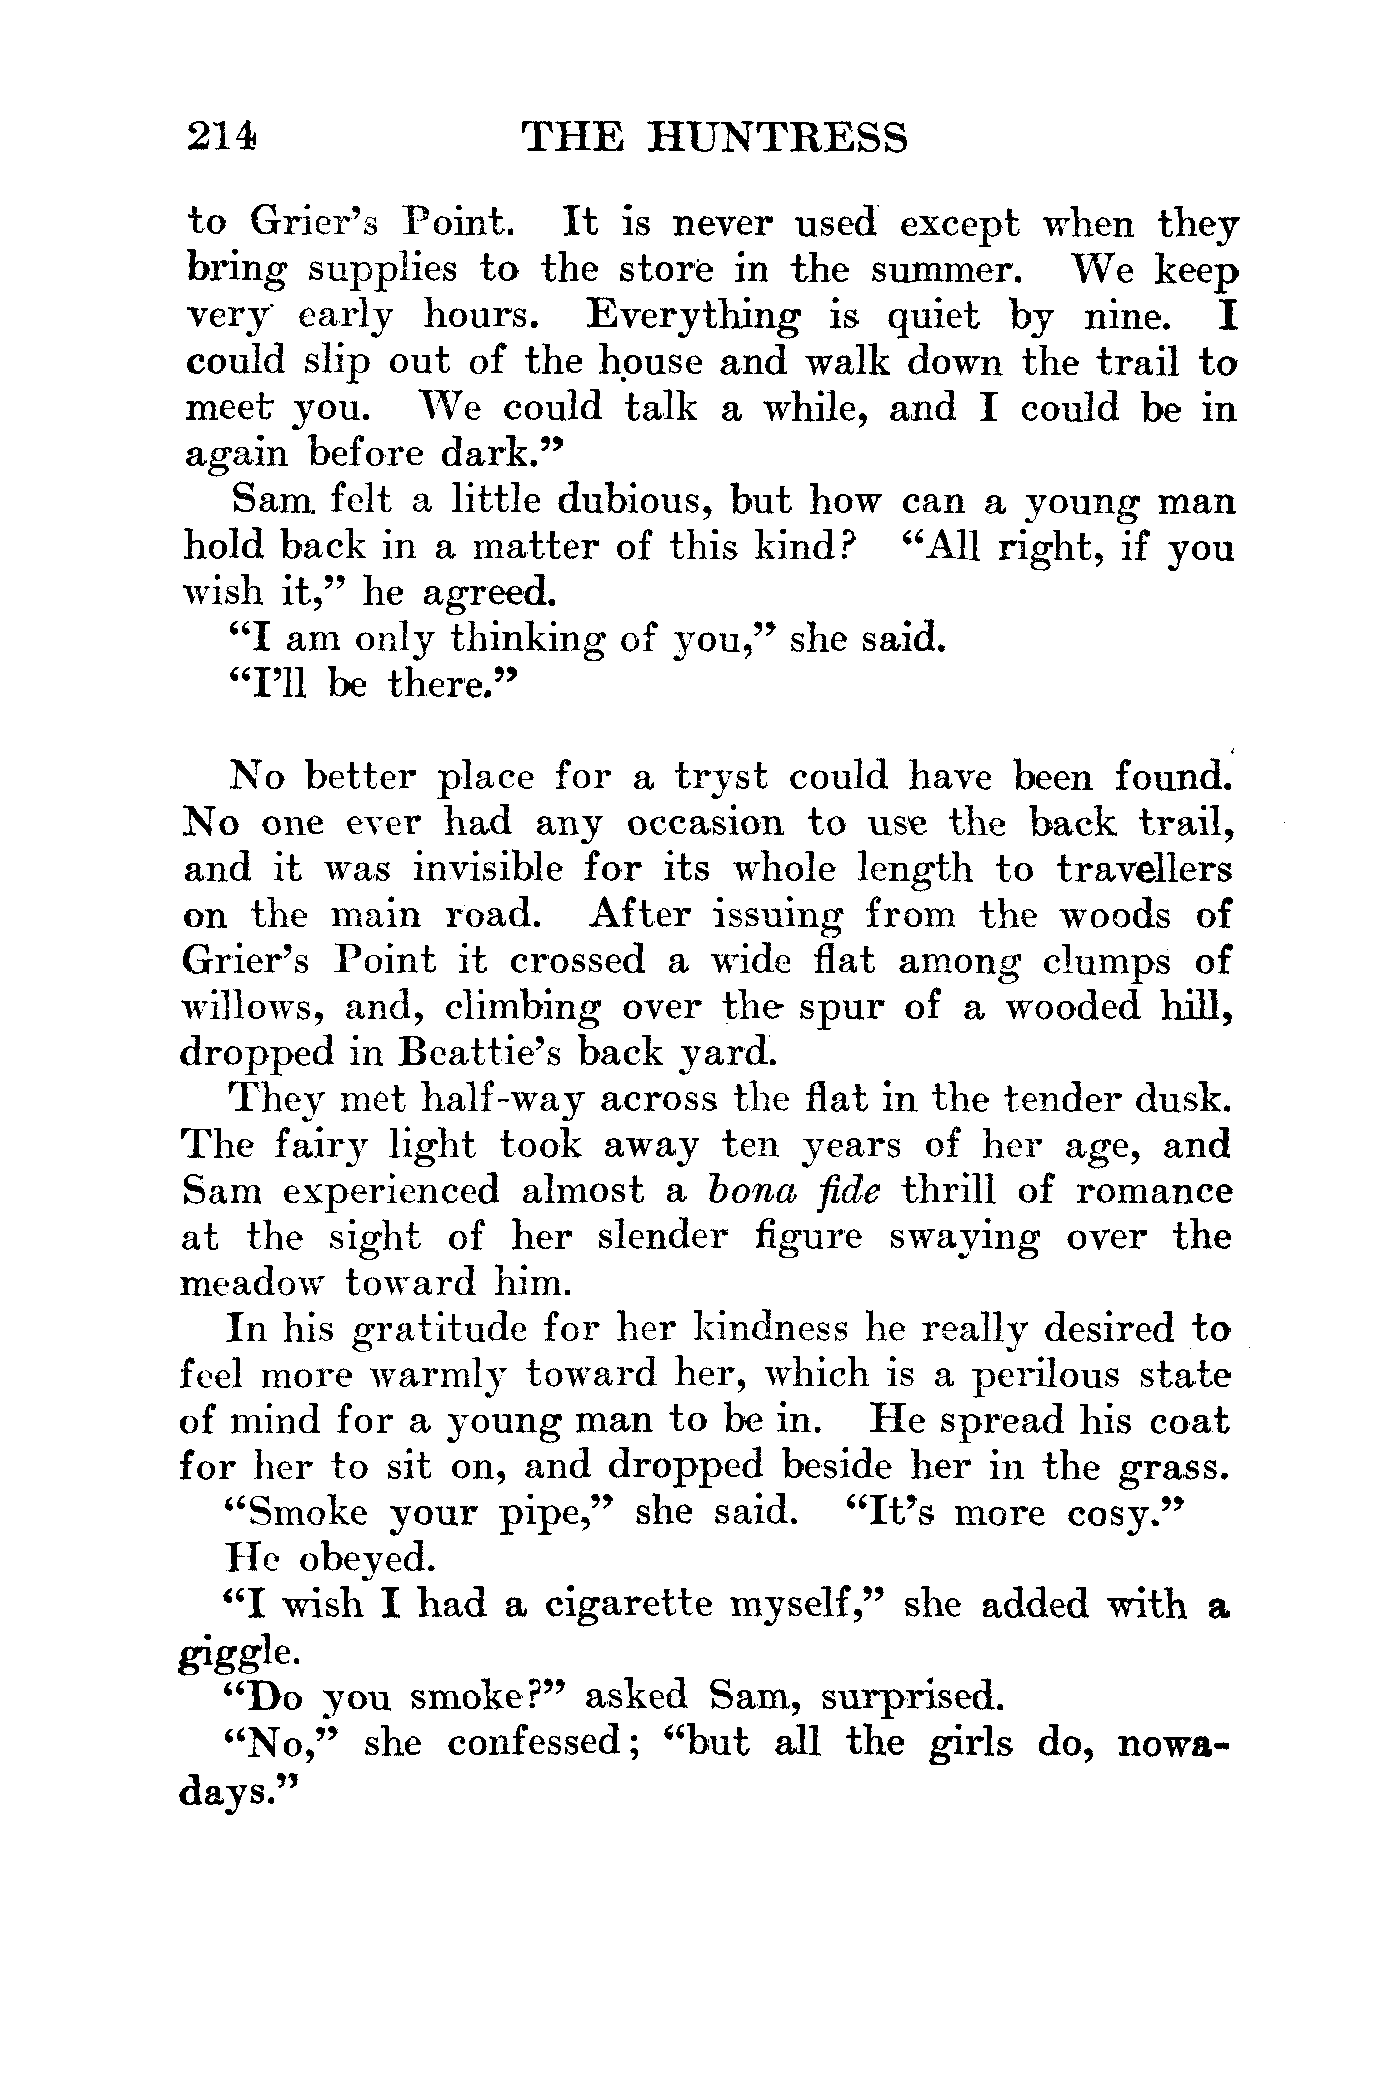 214 THE HUNTRESS
to Grier’s Point. It is never used except when they
bring supplies to the store in the summer. We keep
very early hours. Everything is quiet by nine. I
could slip out of the house and walk down the trail to
meet you. We could talk a while, and I could be in
again before dark.”
Sam felt a little dubious, but how can a young man
hold back in a matter of this kind? “All right, if you
wish it,” he agreed.
“I am only thinking of you,” she said.
“I’ll be there.”
No better place for a tryst could have been found.
No one ever had any occasion to use the back trail,
and it was invisible for its whole length to travellers
on the main road. After issuing from the woods of
Grier’s Point it crossed a wide flat among clumps of
willows, and, climbing over the spur of a wooded hill,
dropped in Beattie’s back yard.
They met half-way across the flat in the tender dusk.
The fairy light took away ten years of her age, and
Sam experienced almost a bona fide thrill of romance
at the sight of her slender figure swaying over the
meadow toward him.
In his gratitude for her kindness he really desired to
feel more warmly toward her, which is a perilous state
of mind for a young man to be in. He spread his coat
for her to sit on, and dropped beside her in the grass.
“Smoke your pipe,” she said. “It’s more cosy.”
He obeyed.
“I wish I had a cigarette myself,” she added with a
giggle.
“Do you smoke?” asked Sam, surprised.
“No,” she confessed; “but all the girls do, nowa-
days.”